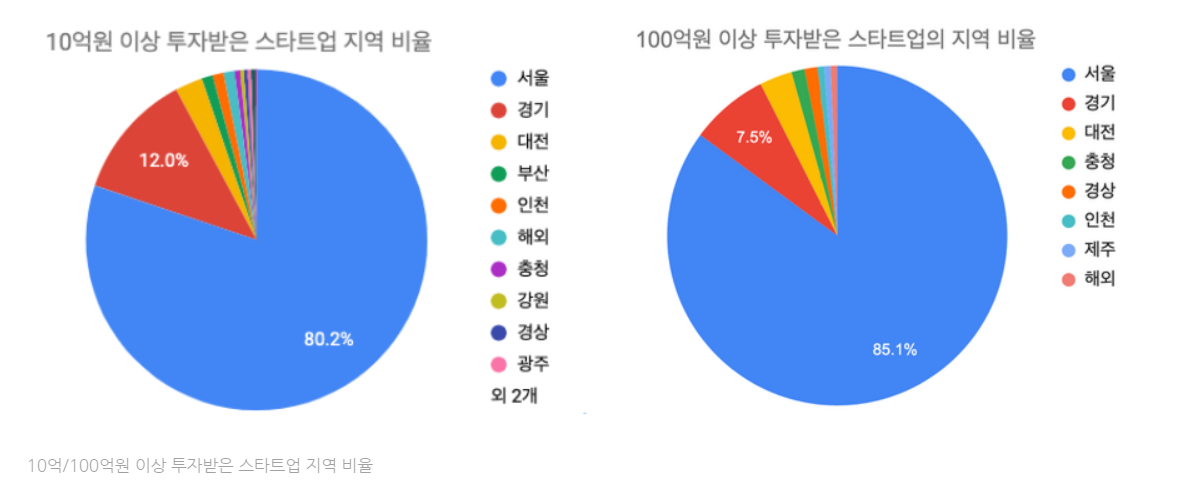 10억원 이상 투자받은 스타트업 지역 비율
12.0%
80.2%
서울
경기
대전
부산
인천
해외
충청
강원
경상
광주
외 2개
100억원 이상 투자받은 스타트업의 지역 비율
7.5%
85.1%
서울
경기
대전
충청
경상
인천
제주
해외
10억/100억원 이상 투자받은 스타트업 지역 비율